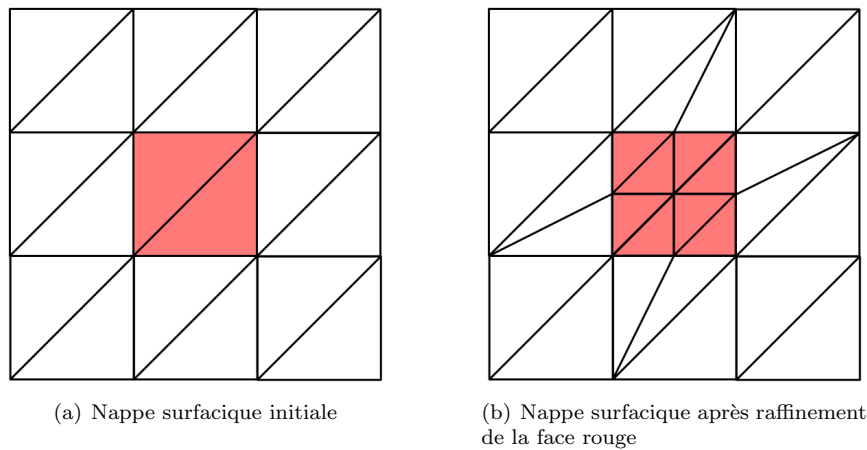 (a) Nappe surfacique initiale
(b) Nappe surfacique après raffinement
de la face rouge